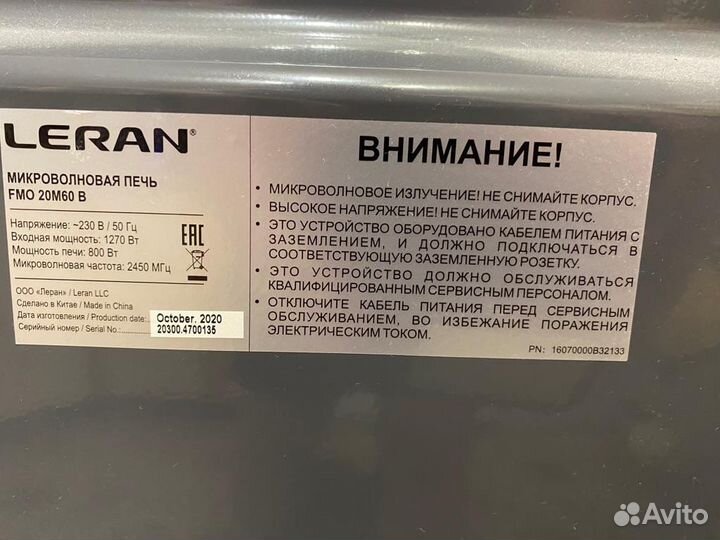 LERAN®
МИКРОВОЛНОВАЯ ПЕЧЬ
FMO 20M60 B
Напряжение: ~230 В / 50 Гц
Входная мощность: 1270 Вт
Мощность печи: 800 Вт
Микроволновая частота: 2450 МГц
EAC
ООО «Леран» / Leran LLC
Сделано в Китае / Made in China
Дата изготовления / Production date:
October. 2020
Серийный номер / Serial No.:
20300.4700135
ВНИМАНИЕ!
• МИКРОВОЛНОВОЕ ИЗЛУЧЕНИЕ! НЕ СНИМАЙТЕ КОРПУС.
• ВЫСОКОЕ НАПРЯЖЕНИЕ! НЕ СНИМАЙТЕ КОРПУС.
• ЭТО УСТРОЙСТВО ОБОРУДОВАНО КАБЕЛЕМ ПИТАНИЯ С
ЗАЗЕМЛЕНИЕМ, И ДОЛЖНО ПОДКЛЮЧАТЬСЯ В
СООТВЕТСТВУЮЩУЮ ЗАЗЕМЛЕННУЮ РОЗЕТКУ.
• ЭТО УСТРОЙСТВО ДОЛЖНО ОБСЛУЖИВАТЬСЯ
КВАЛИФИЦИРОВАННЫМ СЕРВИСНЫМ ПЕРСОНАЛОМ.
• ОТКЛЮЧИТЕ КАБЕЛЬ ПИТАНИЯ ПЕРЕД СЕРВИСНЫМ
ОБСЛУЖИВАНИЕМ, ВО ИЗБЕЖАНИЕ ПОРАЖЕНИЯ
ЭЛЕКТРИЧЕСКИМ ТОКОМ.
PN: 16070000B32133
Avito